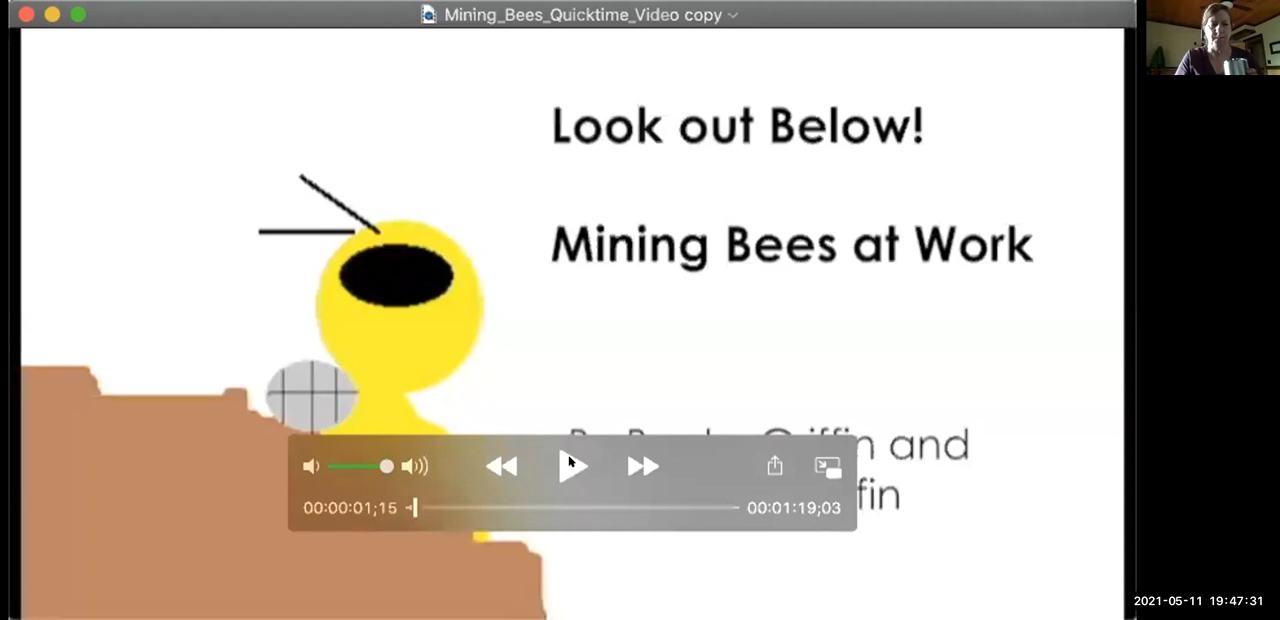 Mining_Bees_Quicktime_Video copy
Look out Below!
Mining Bees at Work
Griffin and
fin
00:00:01;15
00:01:19;03
2021-05-11 19:47:31